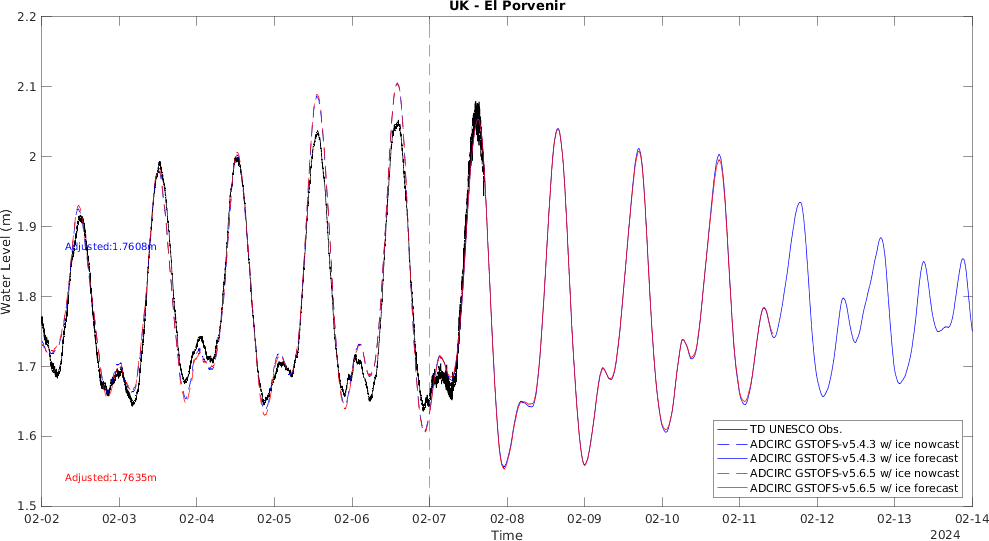 UK - El Porvenir
2.2
2.1
2
1.9
1.8
1.7
1.6
1.5
Water Level (m)
Adjusted:1.7608m
Adjusted:1.7635m
TD UNESCO Obs.
ADCIRC GSTOFS-v5.4.3 w/ ice nowcast
ADCIRC GSTOFS-v5.4.3 w/ ice forecast
ADCIRC GSTOFS-v5.6.5 w/ ice nowcast
ADCIRC GSTOFS-v5.6.5 w/ ice forecast
02-02 02-03 02-04 02-05 02-06 02-07 02-08 02-09 02-10 02-11 02-12 02-13 02-14
Time
2024